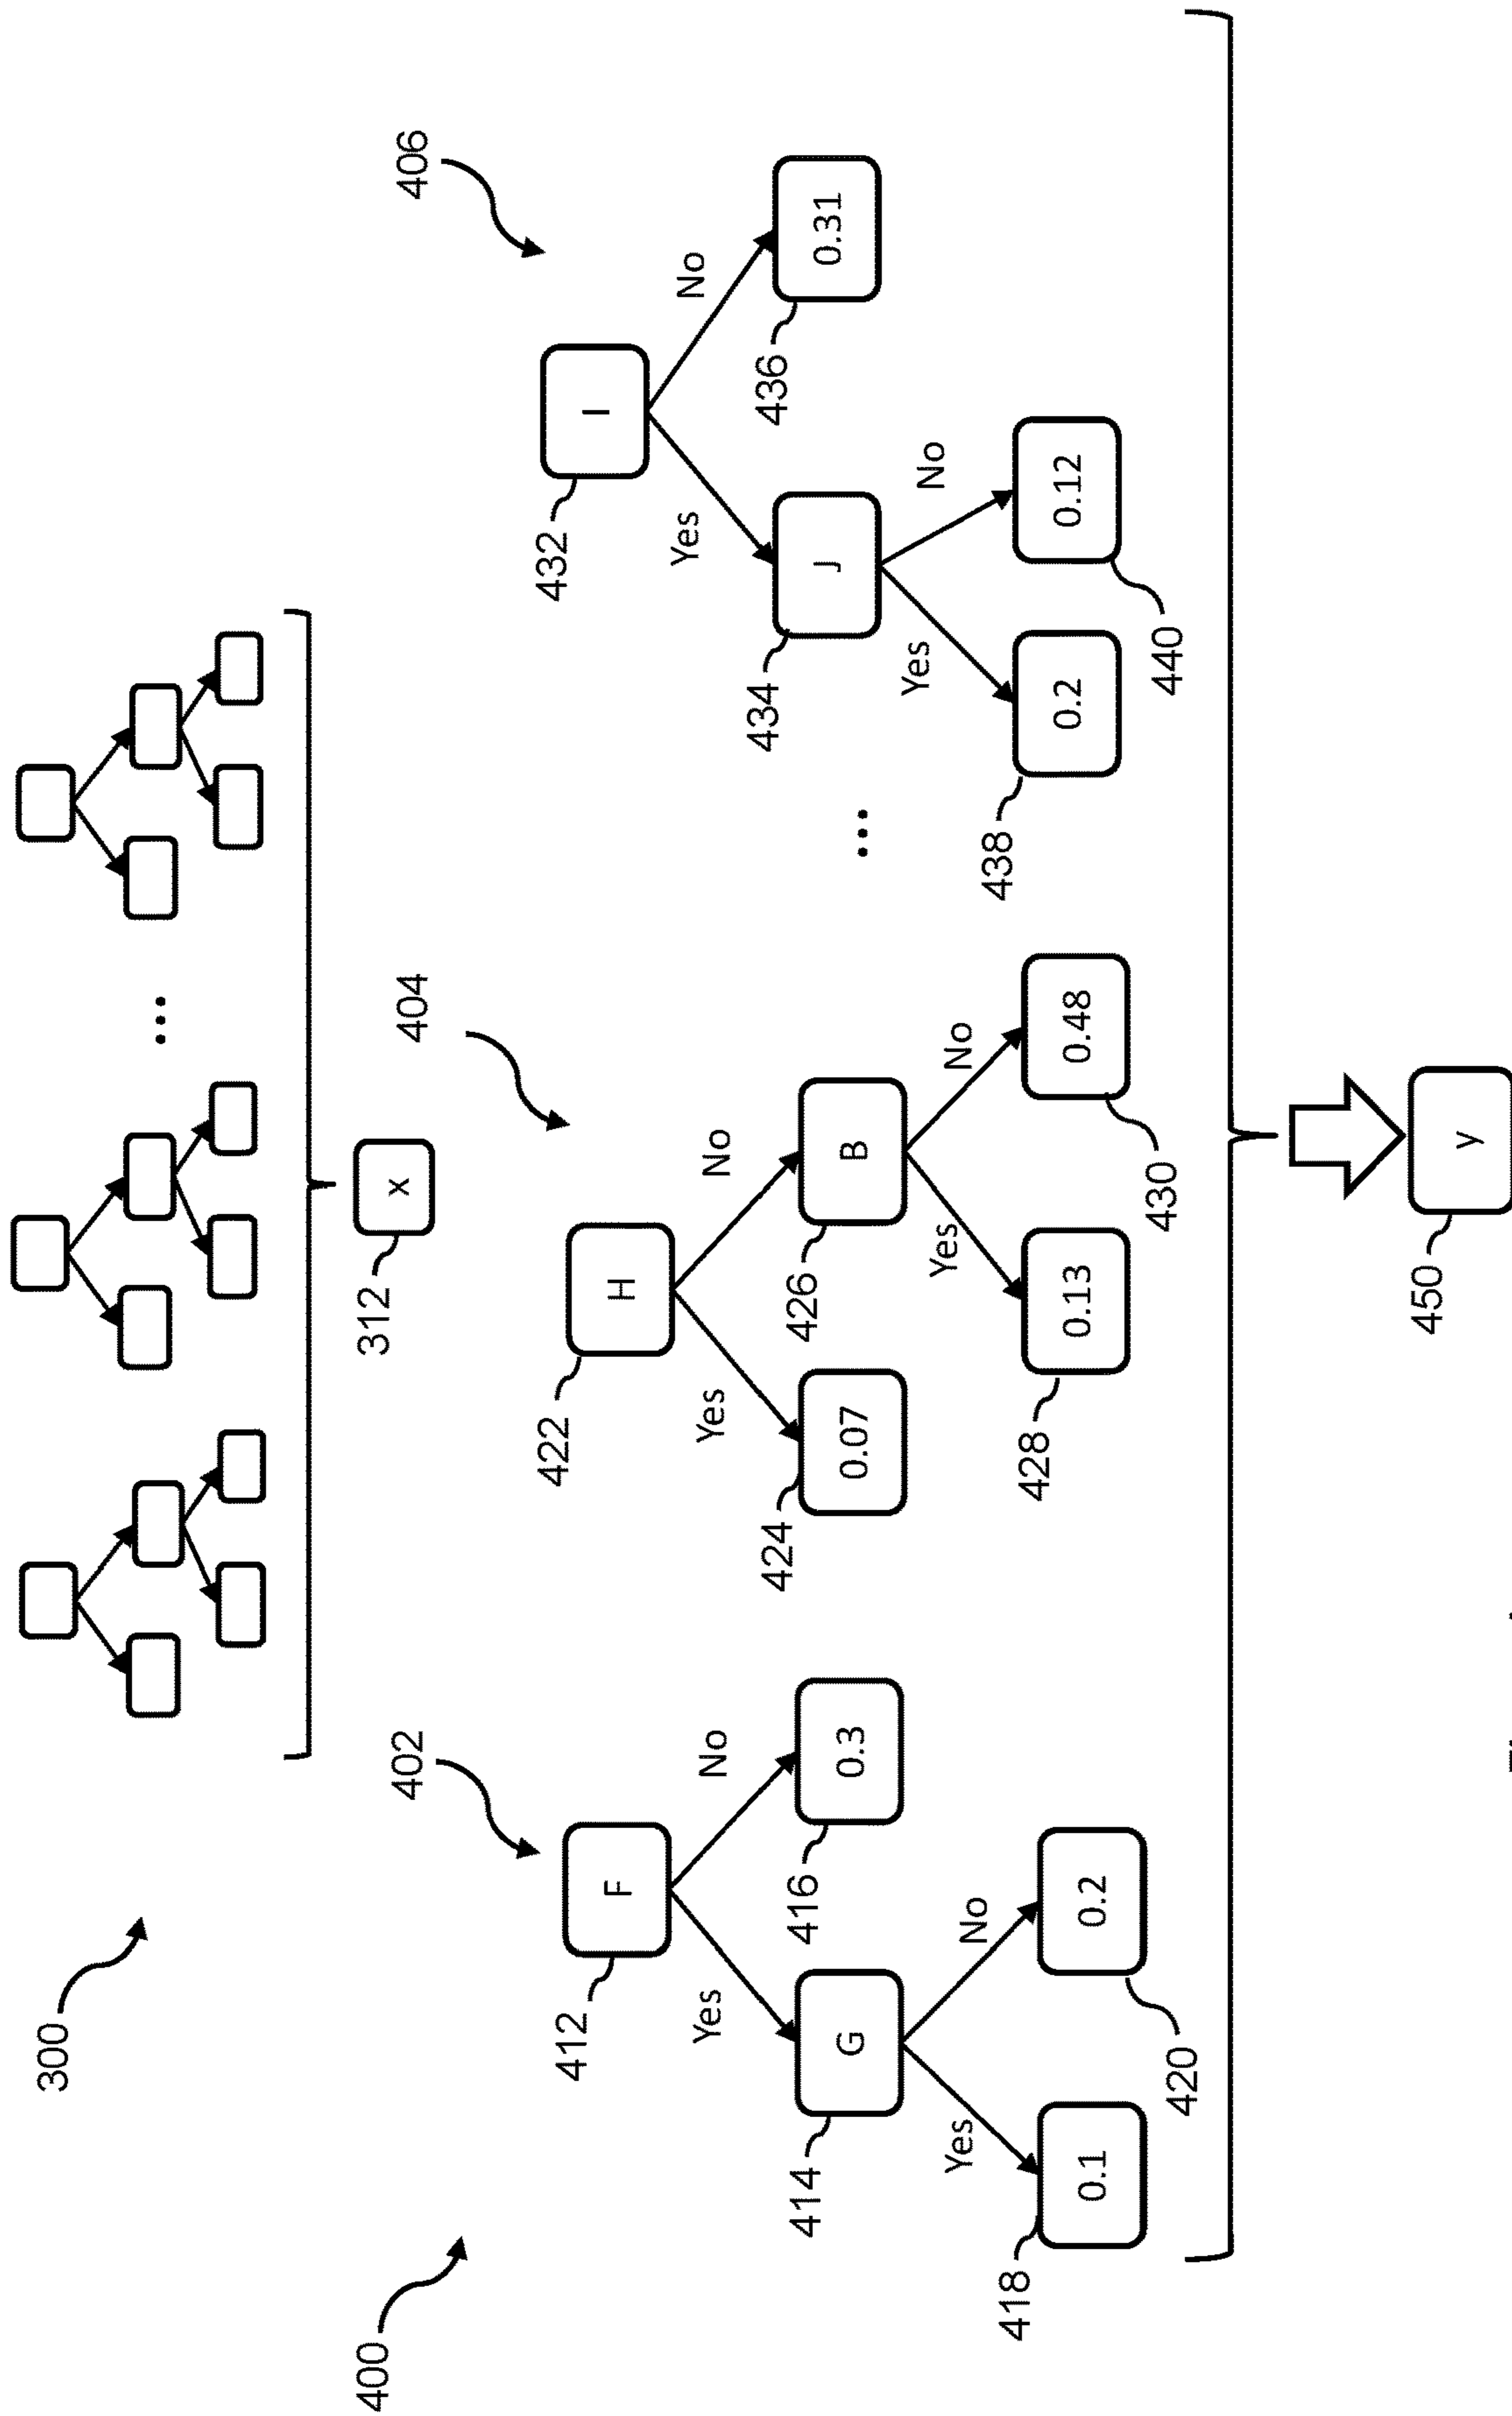 300
312
x
400
402
404
406
412
F
422
H
432
I
Yes
No
Yes
No
Yes
No
414
G
416
0.3
424
0.07
426
B
434
J
436
0.31
Yes
No
Yes
No
Yes
No
418
0.1
420
0.2
428
0.13
430
0.48
438
0.2
440
0.12
...
...
450
y